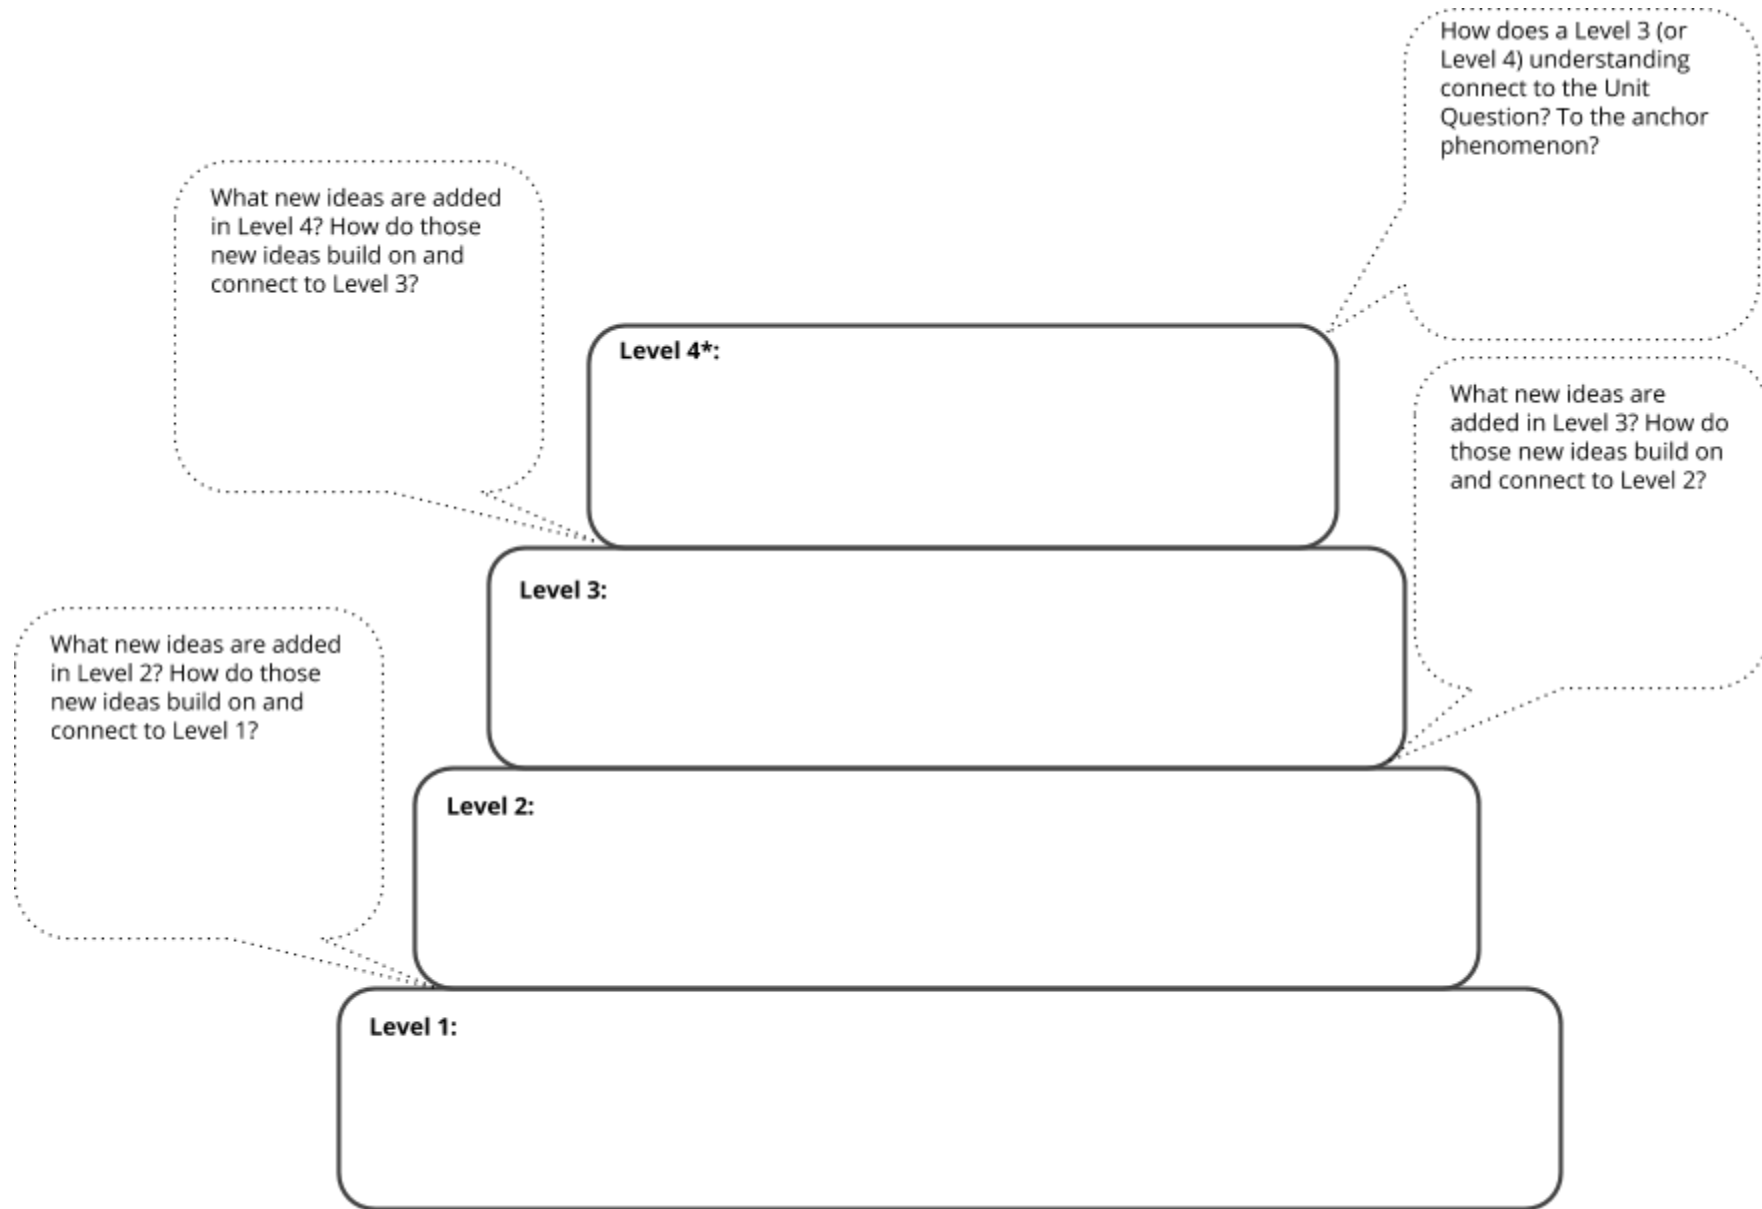 How does a Level 3 (or
Level 4) understanding
connect to the Unit
Question? To the anchor
phenomenon?
What new ideas are added
in Level 4? How do those
new ideas build on and
connect to Level 3?
Level 4*:
What new ideas are
added in Level 3? How do
those new ideas build on
and connect to Level 2?
Level 3:
What new ideas are added
in Level 2? How do those
new ideas build on and
connect to Level 1?
Level 2:
Level 1: